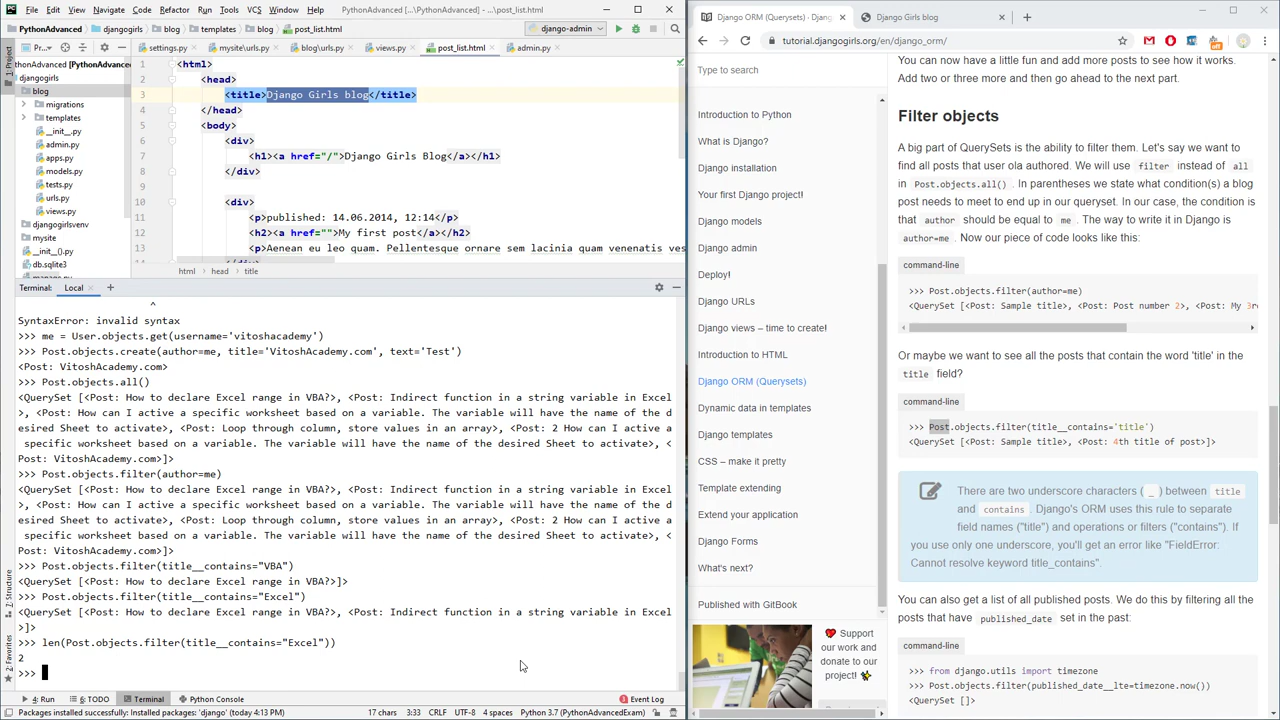 File Edit View Navigate Code Refactor Run Tools VCS Window PythonAdvanced [...\PythonAdvanced] - ...\post_list.html
PythonAdvanced djangogirls blog templates blog post_list.html django-admin
Pr... settings.py mysite\urls.py blog\urls.py views.py post_list.html admin.py
1: Project
PythonAdvanced [PythonAdv
djangogirls
blog
migrations
templates
__init__.py
admin.py
apps.py
models.py
tests.py
urls.py
views.py
djangogirlsvenv
mysite
__init__().py
db.sqlite3
manage.py
1 <html>
2 <head>
3 <title>Django Girls blog</title>
4 </head>
5 <body>
6 <div>
7 <h1><a href="/">Django Girls Blog</a></h1>
8 </div>
9
10 <div>
11 <p>published: 14.06.2014, 12:14</p>
12 <h2><a href="">My first post</a></h2>
13 <p>Aenean eu leo quam. Pellentesque ornare sem lacinia quam venenatis ves
14 </div>
html head title
Terminal: Local +
^
SyntaxError: invalid syntax
>>> me = User.objects.get(username='vitoshacademy')
>>> Post.objects.create(author=me, title='VitoshAcademy.com', text='Test')
<Post: VitoshAcademy.com>
>>> Post.objects.all()
<QuerySet [<Post: How to declare Excel range in VBA?>, <Post: Indirect function in a string variable in Excel
>, <Post: How can I active a specific worksheet based on a variable. The variable will have the name of the d
esired Sheet to activate>, <Post: Loop through column, store values in an array>, <Post: 2 How can I active a
specific worksheet based on a variable. The variable will have the name of the desired Sheet to activate>, <
Post: VitoshAcademy.com>]>
>>> Post.objects.filter(author=me)
<QuerySet [<Post: How to declare Excel range in VBA?>, <Post: Indirect function in a string variable in Excel
>, <Post: How can I active a specific worksheet based on a variable. The variable will have the name of the d
esired Sheet to activate>, <Post: Loop through column, store values in an array>, <Post: 2 How can I active a
specific worksheet based on a variable. The variable will have the name of the desired Sheet to activate>, <
Post: VitoshAcademy.com>]>
>>> Post.objects.filter(title__contains="VBA")
<QuerySet [<Post: How to declare Excel range in VBA?>]>
>>> Post.objects.filter(title__contains="Excel")
<QuerySet [<Post: How to declare Excel range in VBA?>, <Post: Indirect function in a string variable in Excel
>]>
>>> len(Post.objects.filter(title__contains="Excel"))
2
>>>
Z: Structure
2: Favorites
4: Run 6: TODO Terminal Python Console Event Log
Packages installed successfully: Installed packages: 'django' (today 4:13 PM) 17 chars 3:33 CRLF UTF-8 4 spaces Python 3.7 (PythonAdvancedExam)
Django ORM (Querysets) · Django Django Girls blog
tutorial.djangogirls.org/en/django_orm/
Type to search
Introduction to Python
What is Django?
Django installation
Your first Django project!
Django models
Django admin
Deploy!
Django URLs
Django views – time to create!
Introduction to HTML
Django ORM (Querysets)
Dynamic data in templates
Django templates
CSS – make it pretty
Template extending
Extend your application
Django Forms
What's next?
Published with GitBook
Support
our work and
donate to our
project!
You can now have a little fun and add more posts to see how it works.
Add two or three more and then go ahead to the next part.
Filter objects
A big part of QuerySets is the ability to filter them. Let's say we want to
find all posts that user ola authored. We will use filter instead of all
in Post.objects.all() . In parentheses we state what condition(s) a blog
post needs to meet to end up in our queryset. In our case, the condition is
that author should be equal to me . The way to write it in Django is
author=me . Now our piece of code looks like this:
command-line
>>> Post.objects.filter(author=me)
<QuerySet [<Post: Sample title>, <Post: Post number 2>, <Post: My 3r
Or maybe we want to see all the posts that contain the word 'title' in the
title field?
command-line
>>> Post.objects.filter(title__contains='title')
<QuerySet [<Post: Sample title>, <Post: 4th title of post>]>
There are two underscore characters ( _ ) between title
and contains . Django's ORM uses this rule to separate
field names ("title") and operations or filters ("contains"). If
you use only one underscore, you'll get an error like "FieldError:
Cannot resolve keyword title_contains".
You can also get a list of all published posts. We do this by filtering all the
posts that have published_date set in the past:
command-line
>>> from django.utils import timezone
>>> Post.objects.filter(published_date__lte=timezone.now())
<QuerySet []>